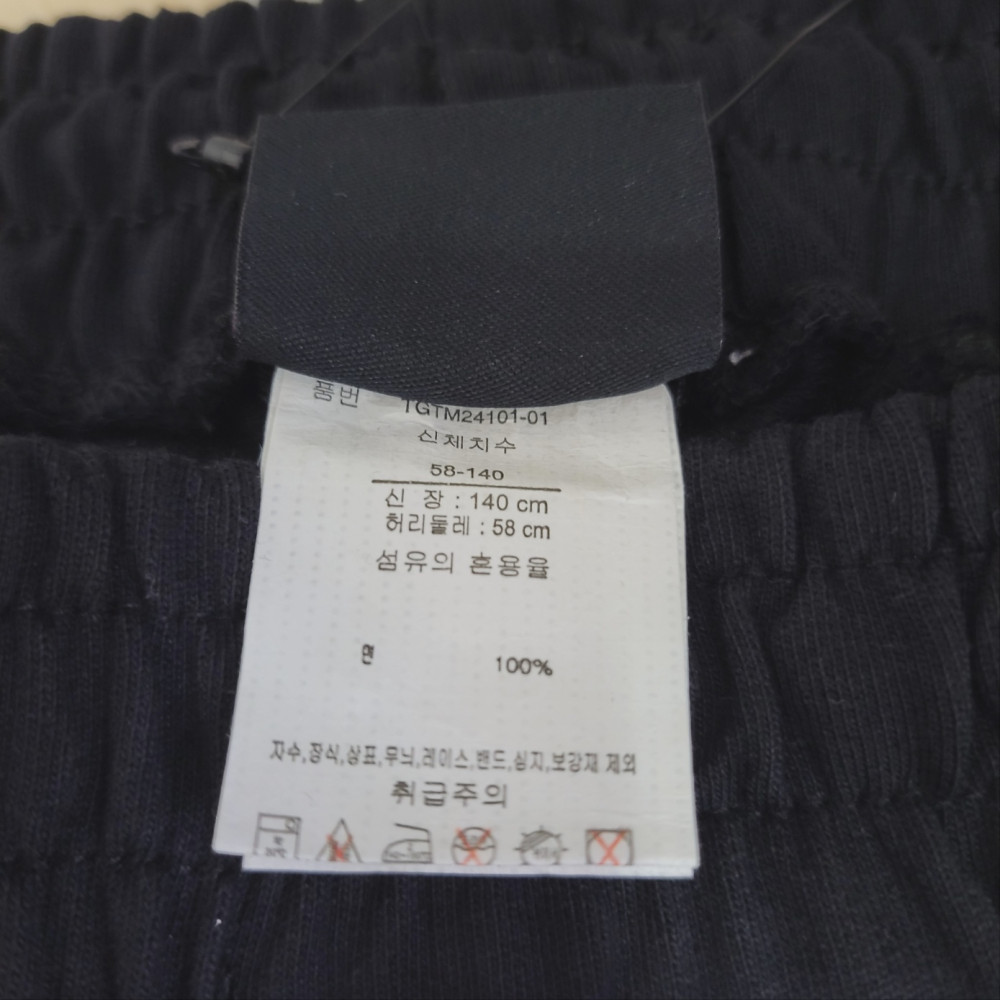 품번 TGTM24101-01
신체치수
58-140
신 장 : 140 cm
허리둘레 : 58 cm
섬유의 혼용율
면 100%
자수,장식,상표,무늬,레이스,밴드,심지,보강재 제외
취급주의